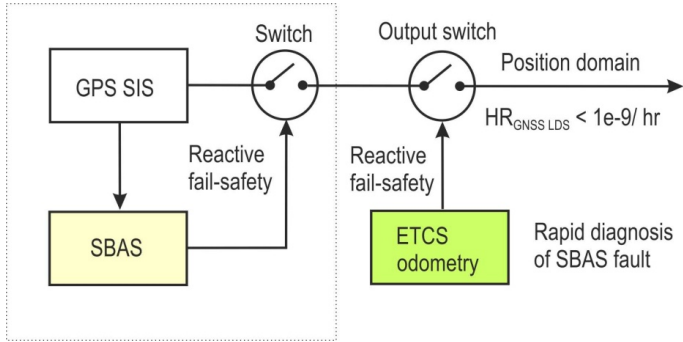 Switch
Output switch
GPS SIS
Position domain
HRGNSS LDS < 1e-9/ hr
Reactive
fail-safety
Reactive
fail-safety
SBAS
ETCS
odometry
Rapid diagnosis
of SBAS fault